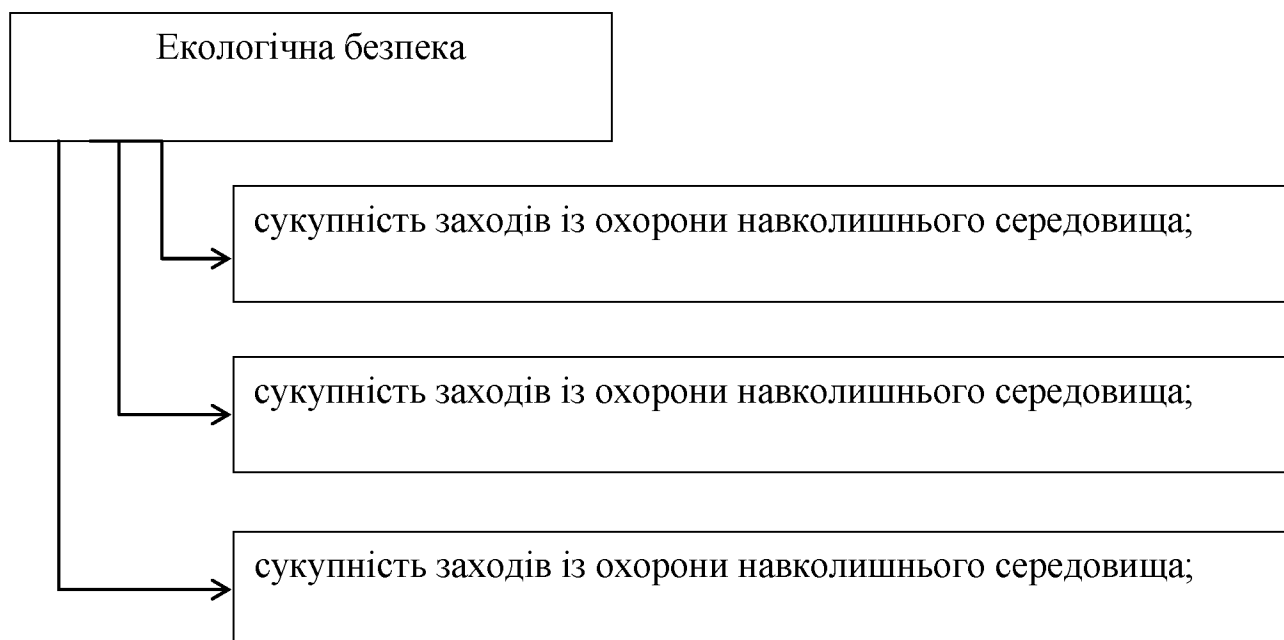 Екологічна безпека
сукупність заходів із охорони навколишнього середовища;
сукупність заходів із охорони навколишнього середовища;
сукупність заходів із охорони навколишнього середовища;